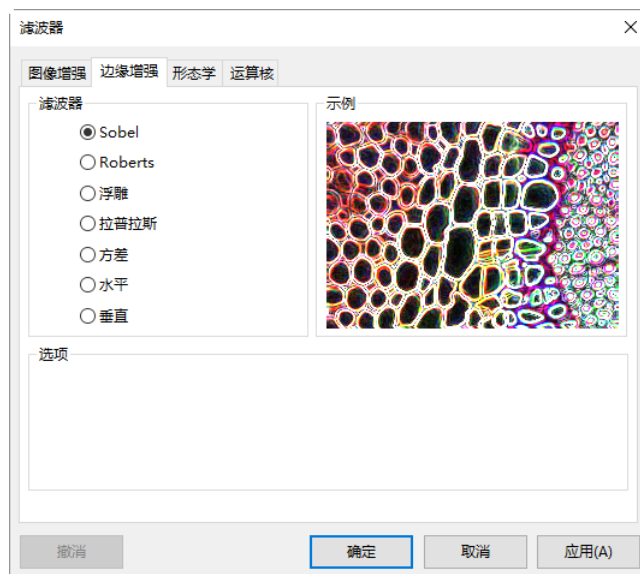 滤波器
图像增强 边缘增强 形态学 运算核
滤波器
Sobel
Roberts
浮雕
拉普拉斯
方差
水平
垂直
示例
选项
撤消 确定 取消 应用(A)